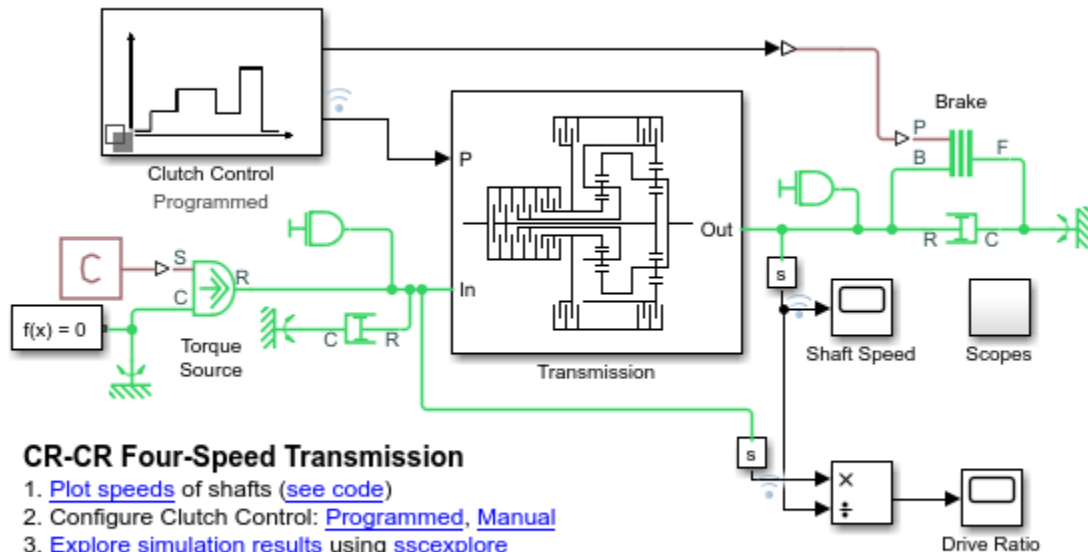 Clutch Control
Programmed
P
In
Out
Transmission
Brake
P
B
F
R
C
C
S
C
R
f(x) = 0
Torque
Source
C
R
s
Shaft Speed
Scopes
s
×
÷
Drive Ratio
CR-CR Four-Speed Transmission
1. Plot speeds of shafts (see code)
2. Configure Clutch Control: Programmed, Manual
3. Explore simulation results using sscexplore